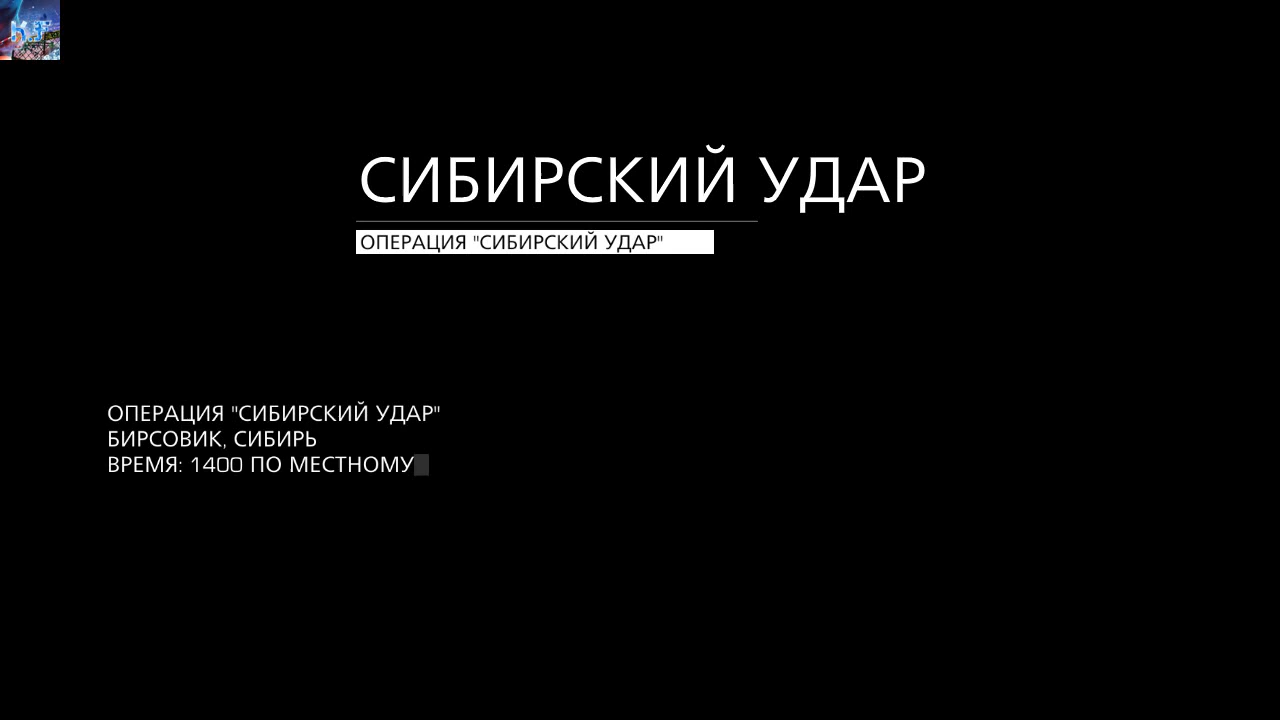 СИБИРСКИЙ УДАР
ОПЕРАЦИЯ "СИБИРСКИЙ УДАР"
ОПЕРАЦИЯ "СИБИРСКИЙ УДАР"
БИРСОВИК, СИБИРЬ
ВРЕМЯ: 1400 ПО МЕСТНОМУ